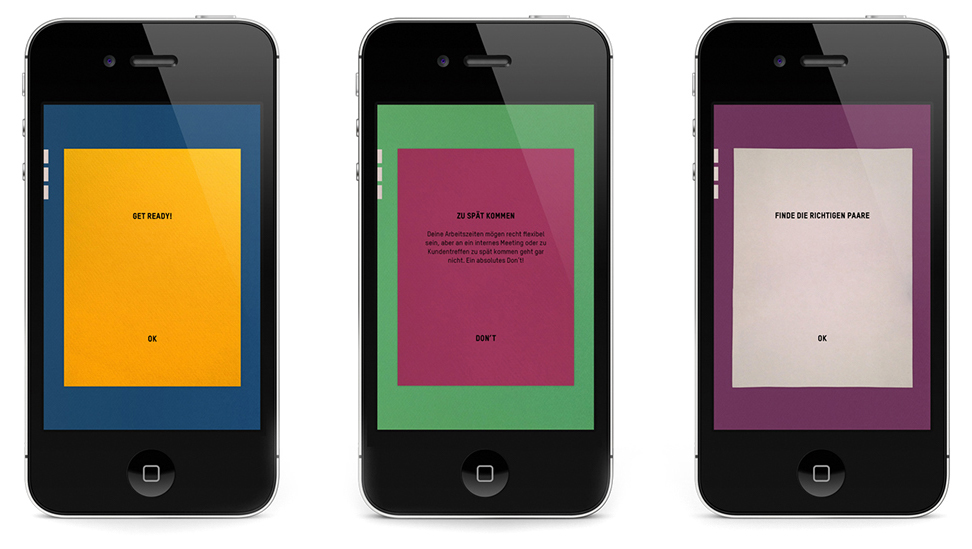 GET READY!
OK
ZU SPÄT KOMMEN
Deine Arbeitszeiten mögen recht flexibel
sein, aber an ein internes Meeting oder zu
Kundentreffen zu spät kommen geht gar
nicht. Ein absolutes Don't!
DON'T
FINDE DIE RICHTIGEN PAARE
OK